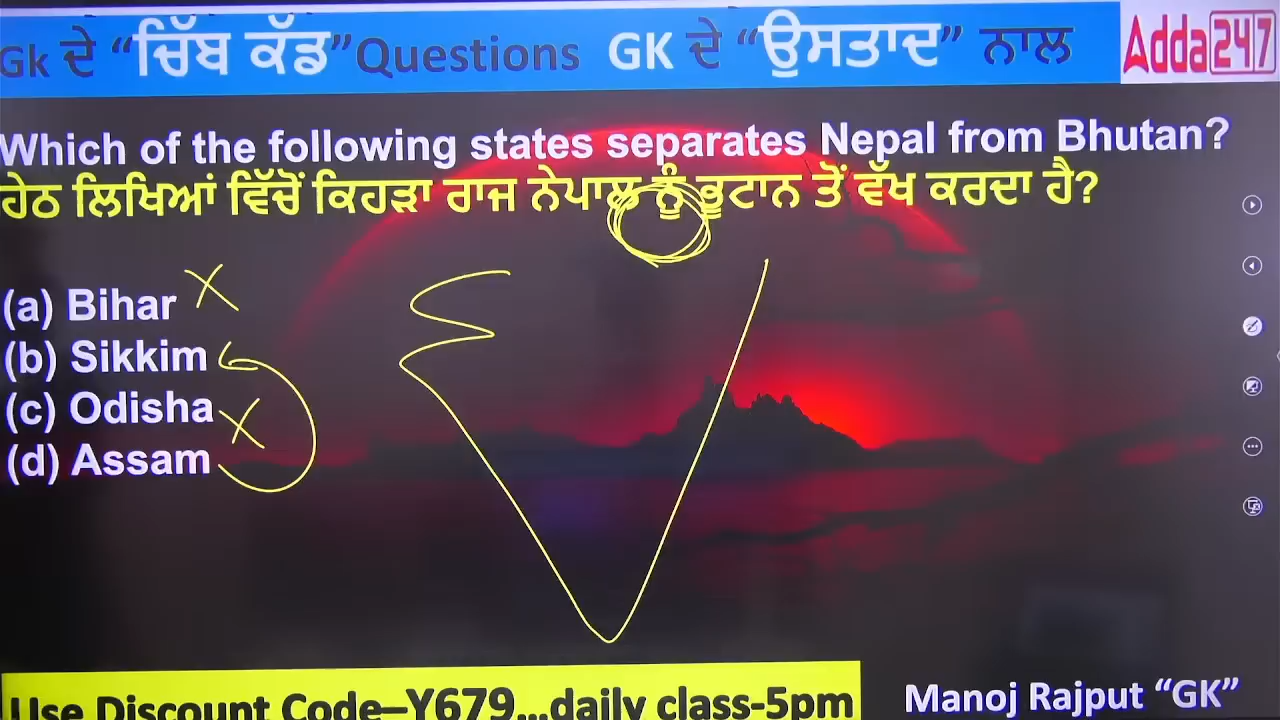 Gk ਦੇ “ਚਿੱਬ ਕੱਡ”Questions GK ਦੇ “ਉਸਤਾਦ” ਨਾਲ
Adda247
Which of the following states separates Nepal from Bhutan?
ਹੇਠ ਲਿਖਿਆਂ ਵਿੱਚੋਂ ਕਿਹੜਾ ਰਾਜ ਨੇਪਾਲ ਨੂੰ ਭੂਟਾਨ ਤੋਂ ਵੱਖ ਕਰਦਾ ਹੈ?
(a) Bihar
(b) Sikkim
(c) Odisha
(d) Assam
Use Discount Code–Y679...daily class-5pm
Manoj Rajput “GK”